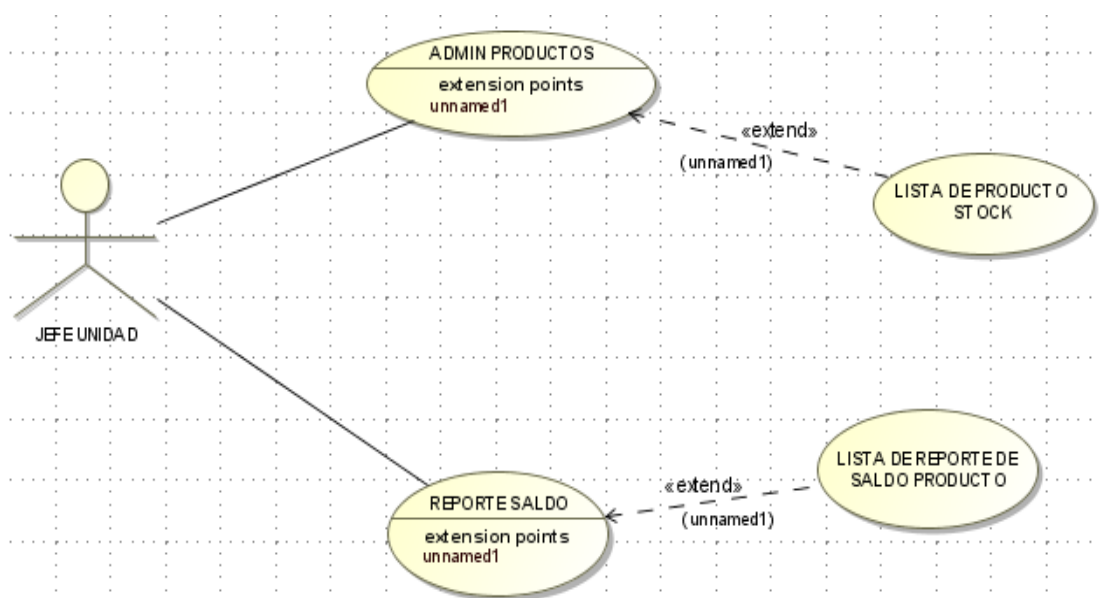 ADMIN PRODUCTOS
extension points
unnamed1
«extend»
(unnamed1)
LISTA DE PRODUCTO
STOCK
JEFE UNIDAD
LISTA DE REPORTE DE
SALDO PRODUCTO
«extend»
(unnamed1)
REPORTE SALDO
extension points
unnamed1